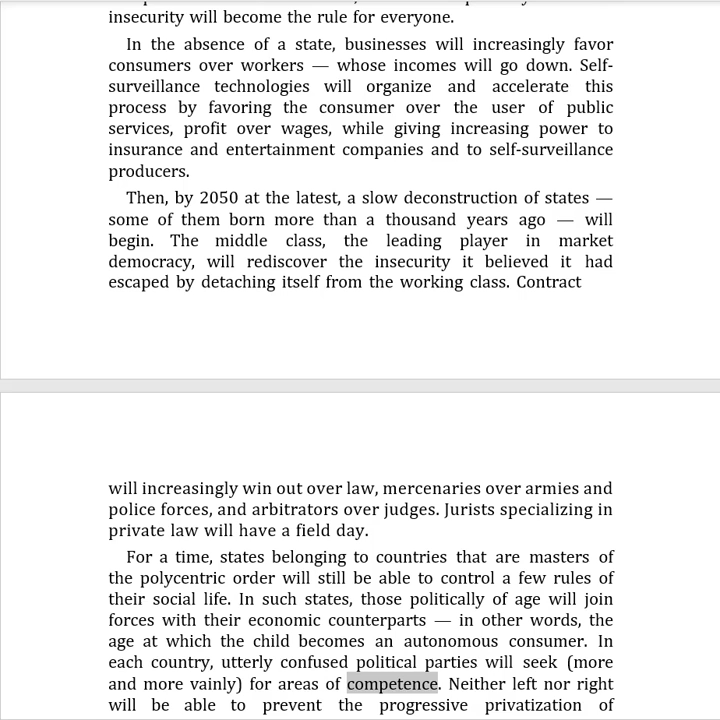 insecurity will become the rule for everyone.
In the absence of a state, businesses will increasingly favor
consumers over workers — whose incomes will go down. Self-
surveillance technologies will organize and accelerate this
process by favoring the consumer over the user of public
services, profit over wages, while giving increasing power to
insurance and entertainment companies and to self-surveillance
producers.
Then, by 2050 at the latest, a slow deconstruction of states —
some of them born more than a thousand years ago — will
begin. The middle class, the leading player in market
democracy, will rediscover the insecurity it believed it had
escaped by detaching itself from the working class. Contract
will increasingly win out over law, mercenaries over armies and
police forces, and arbitrators over judges. Jurists specializing in
private law will have a field day.
For a time, states belonging to countries that are masters of
the polycentric order will still be able to control a few rules of
their social life. In such states, those politically of age will join
forces with their economic counterparts — in other words, the
age at which the child becomes an autonomous consumer. In
each country, utterly confused political parties will seek (more
and more vainly) for areas of competence. Neither left nor right
will be able to prevent the progressive privatization of